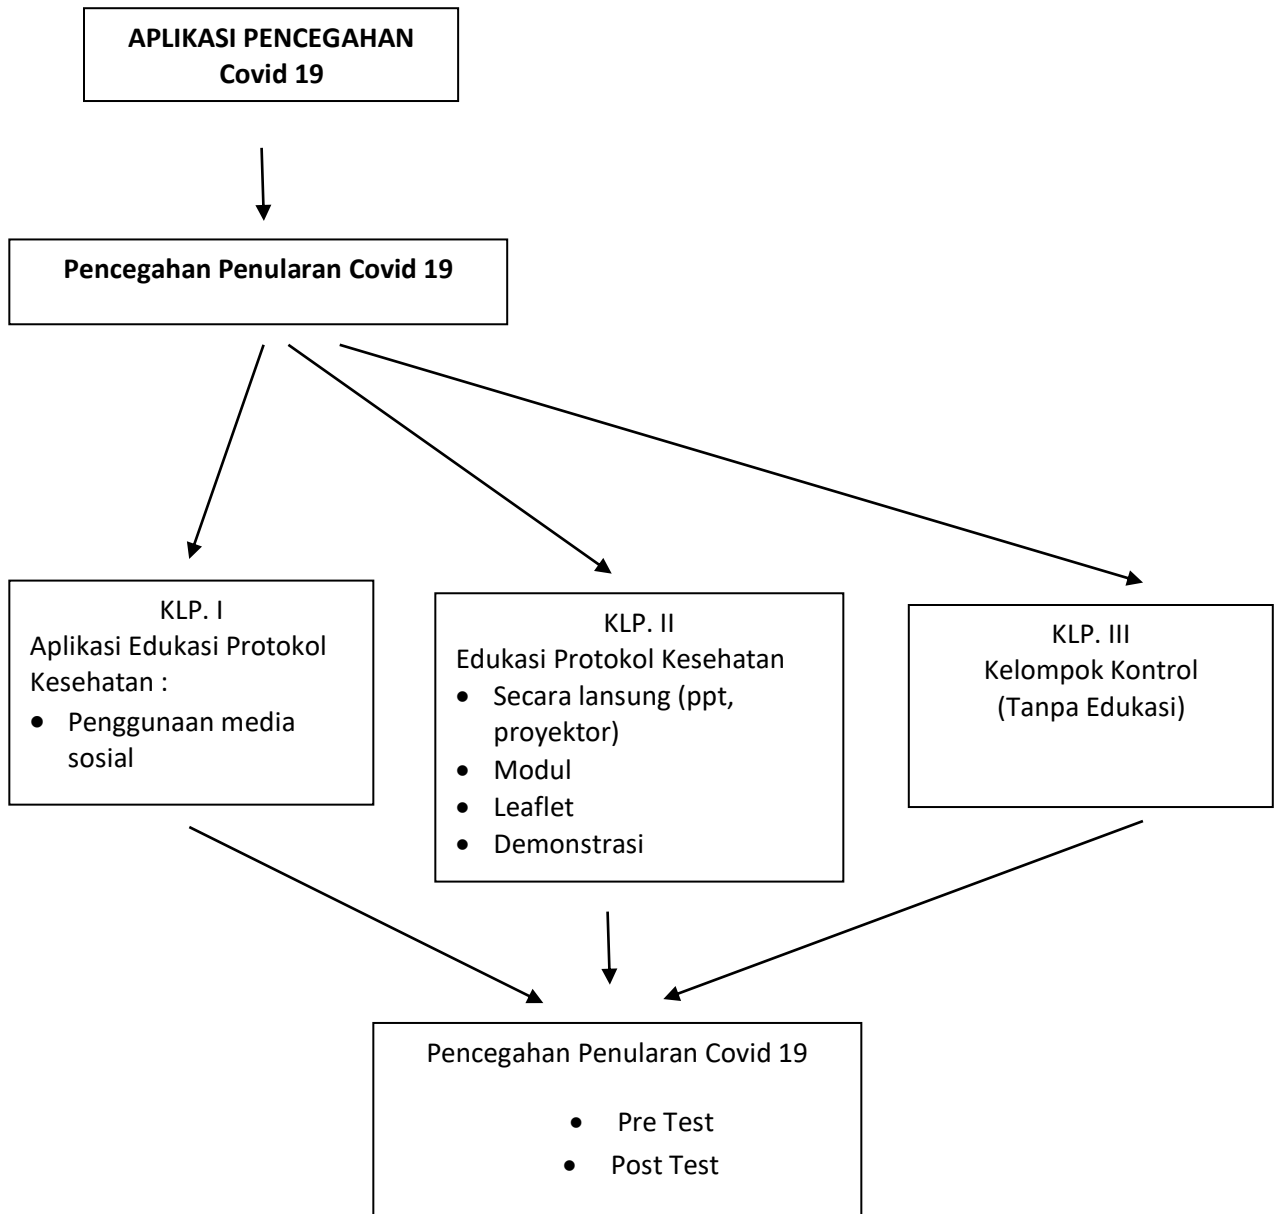 APLIKASI PENCEGAHAN
Covid 19
Pencegahan Penularan Covid 19
KLP. I
Aplikasi Edukasi Protokol
Kesehatan :
• Penggunaan media
sosial
KLP. II
Edukasi Protokol Kesehatan
• Secara lansung (ppt,
proyektor)
• Modul
• Leaflet
• Demonstrasi
KLP. III
Kelompok Kontrol
(Tanpa Edukasi)
Pencegahan Penularan Covid 19
• Pre Test
• Post Test